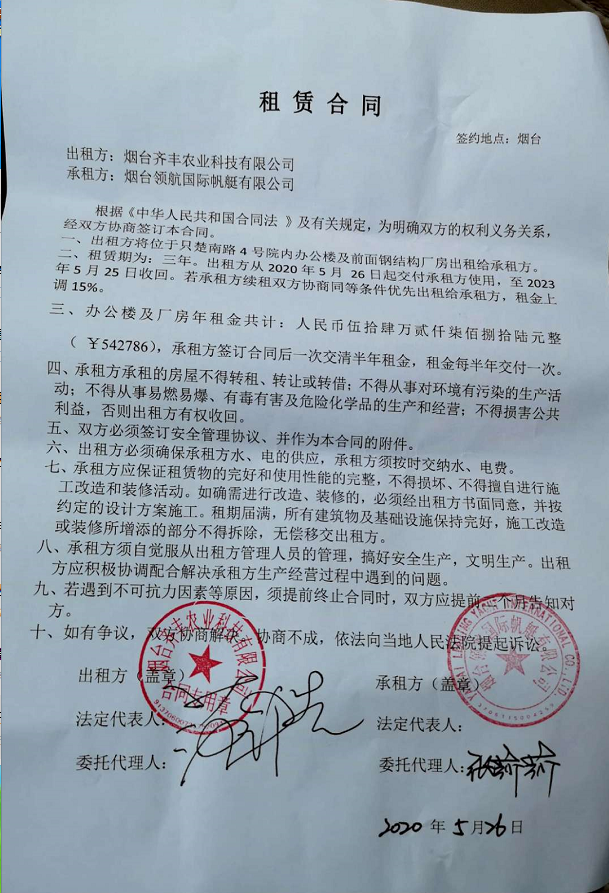 租赁合同
签约地点：烟台
出租方：烟台齐丰农业科技有限公司
承租方：烟台领航国际帆艇有限公司
根据《中华人民共和国合同法 》及有关规定，为明确双方的权利义务关系，
经双方协商签订本合同。
一、出租方将位于只楚南路 4 号院内办公楼及前面钢结构厂房出租给承租方。
二、租赁期为：三年。出租方从 2020 年 5 月 26 日起交付承租方使用，至 2023
年 5 月 25 日收回。若承租方续租双方协商同等条件优先出租给承租方，租金上
调 15%。
三、办公楼及厂房年租金共计：人民币伍拾肆万贰仟柒佰捌拾陆元整
（ ￥542786），承租方签订合同后一次交清半年租金，租金每半年交付一次。
四、承租方承租的房屋不得转租、转让或转借；不得从事对环境有污染的生产活
动；不得从事易燃易爆、有毒有害及危险化学品的生产和经营；不得损害公共
利益，否则出租方有权收回。
五、双方必须签订安全管理协议、并作为本合同的附件。
六、出租方必须确保承租方水、电的供应，承租方须按时交纳水、电费。
七、承租方应保证租赁物的完好和使用性能的完整，不得损坏、不得擅自进行施
工改造和装修活动。如确需进行改造、装修的，必须经出租方书面同意，并按
约定的设计方案施工。租期届满，所有建筑物及基础设施保持完好，施工改造
或装修所增添的部分不得拆除，无偿移交出租方。
八、承租方须自觉服从出租方管理人员的管理，搞好安全生产，文明生产。出租
方应积极协调配合解决承租方生产经营过程中遇到的问题。
九、若遇到不可抗力因素等原因，须提前终止合同时，双方应提前三个月告知对
方。
十、如有争议，双方协商解决，协商不成，依法向当地人民法院提起诉讼。
出租方（盖章）
承租方（盖章）
烟台齐丰农业科技有限公司
合同专用章
法定代表人：
法定代表人：
委托代理人：
委托代理人：
2020 年 5 月 26 日